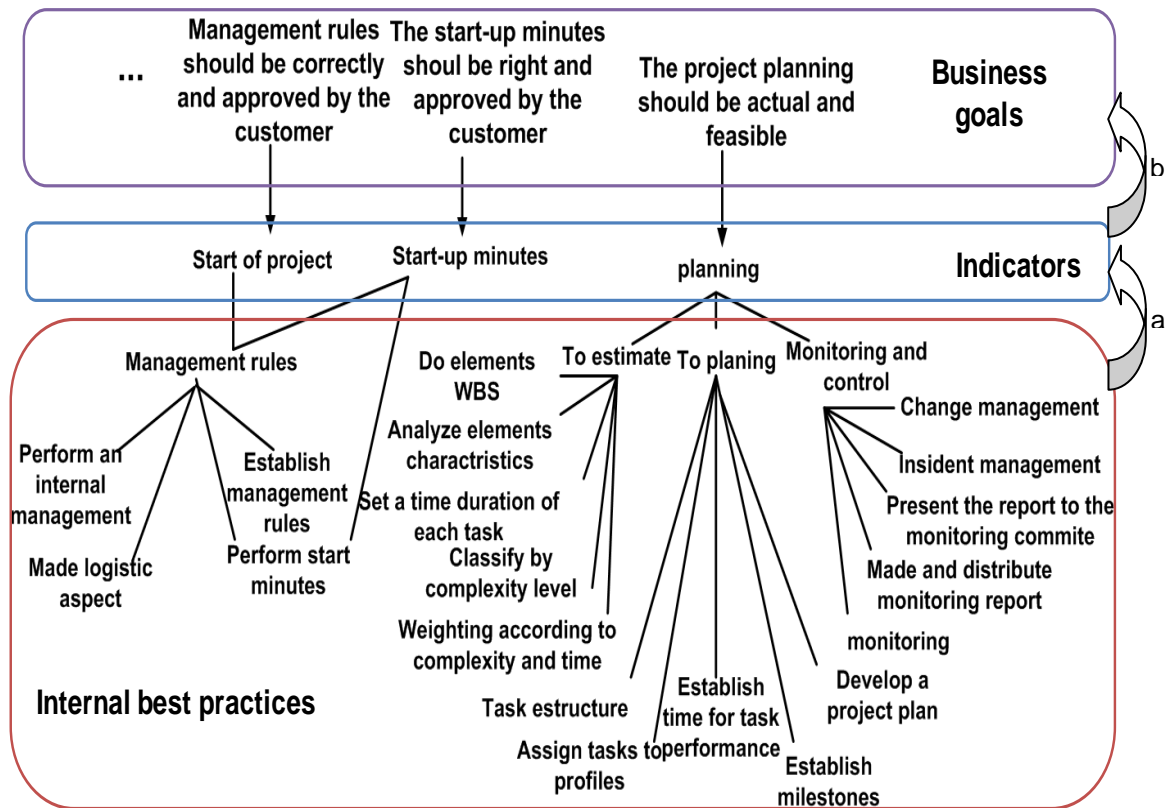 ...
Management rules
should be correctly
and approved by the
customer
The start-up minutes
shoul be right and
approved by the
customer
The project planning
should be actual and
feasible
Business
goals
b
Start of project
Start-up minutes
planning
Indicators
a
Management rules
Do elements
WBS
To estimate
To planing
Monitoring and
control
Change management
Analyze elements
charactristics
Perform an
internal
management
Establish
management
rules
Insident management
Set a time duration of
each task
Present the report to the
monitoring commite
Made logistic
aspect
Perform start
minutes
Classify by
complexity level
Made and distribute
monitoring report
Weighting according to
complexity and time
monitoring
Internal best practices
Task estructure
Establish
time for task
performance
Develop a
project plan
Assign tasks to
profiles
Establish
milestones